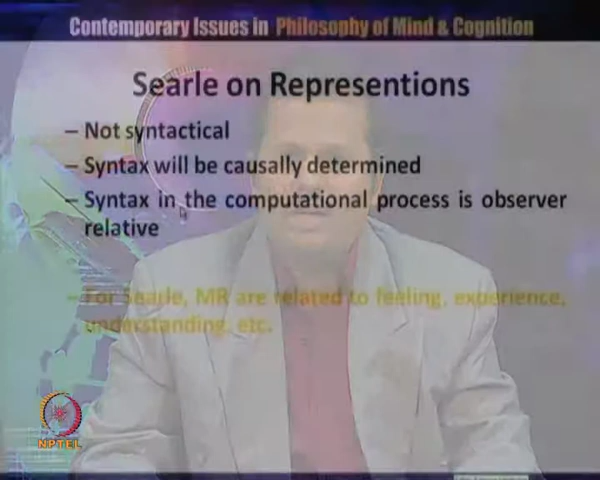 Contemporary Issues in Philosophy of Mind & Cognition
Searle on Represention​s
– Not syntactical
– Syntax will be causally determined
– Syntax in the computational process is observer
relative
– For Searle, MR are related to feeling, experience,
understanding, etc.
NPTEL